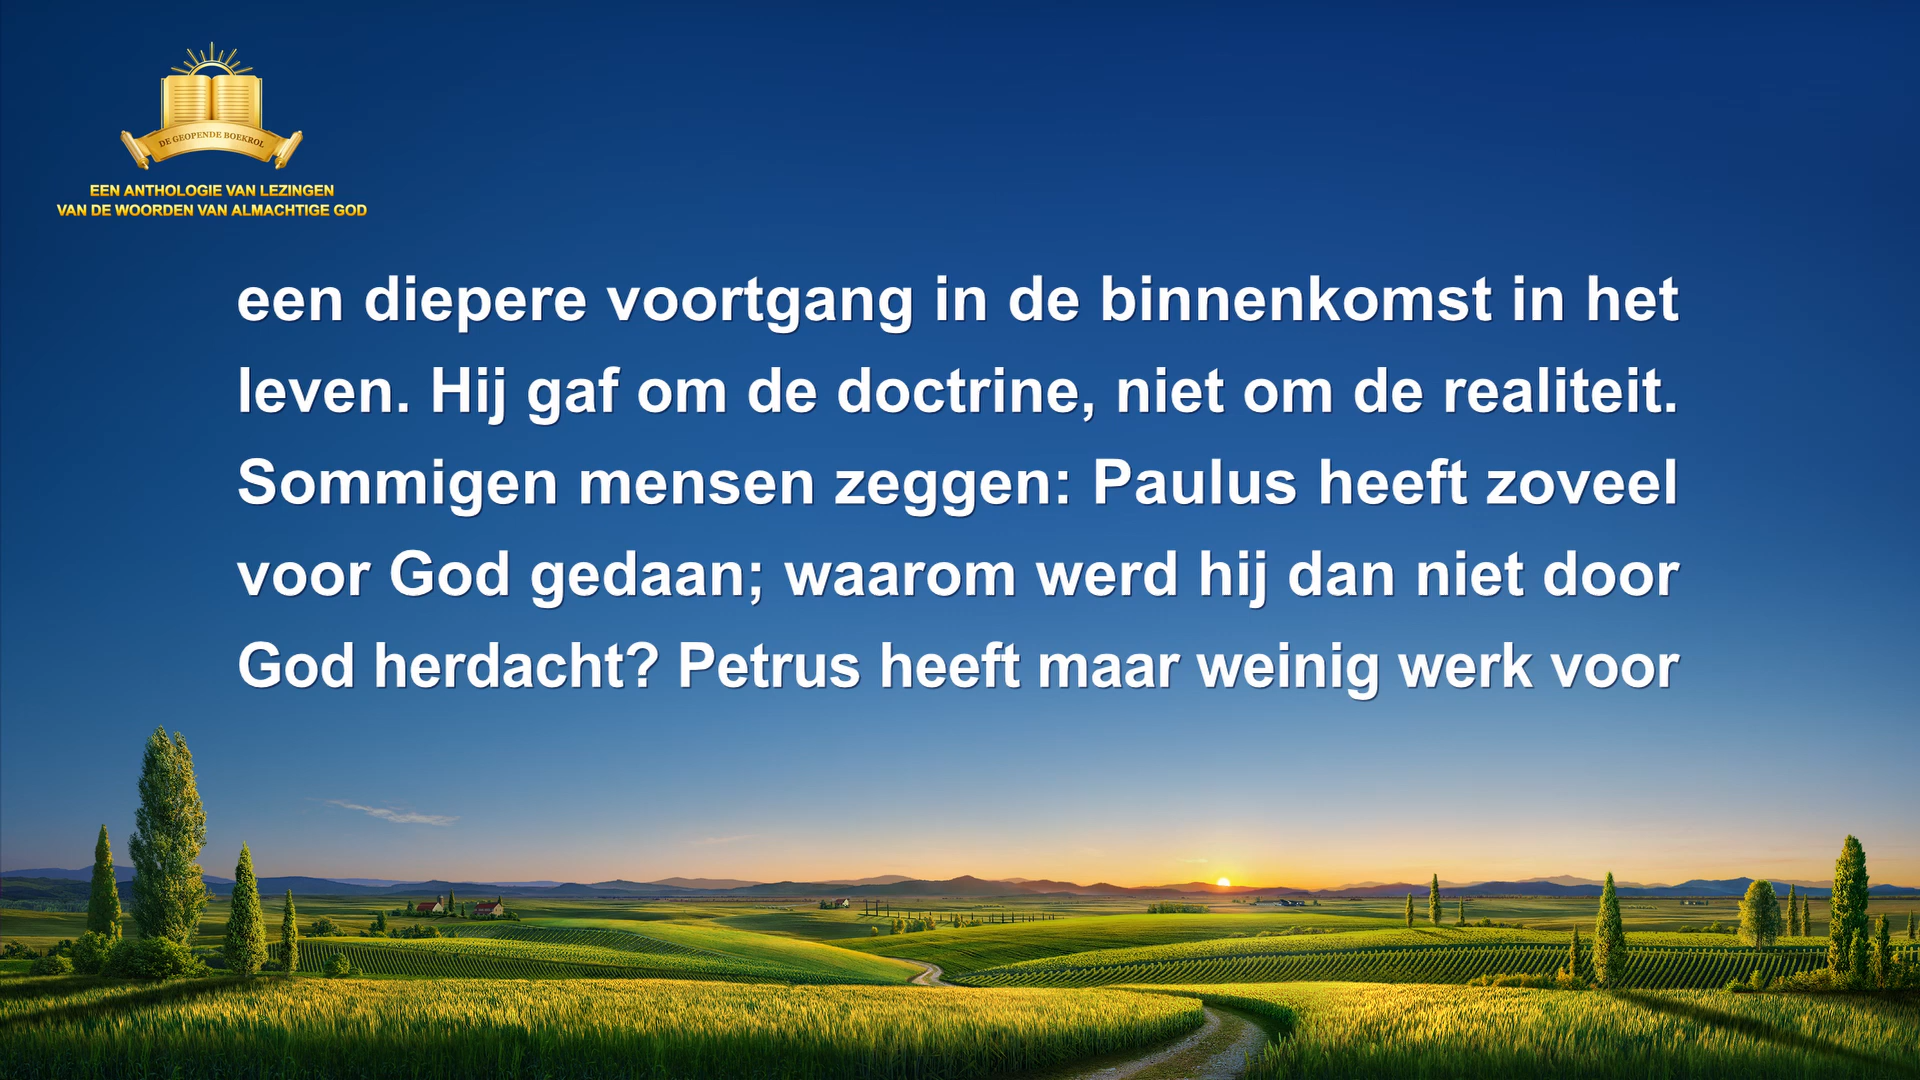 DE GEOPENDE BOEKROL
EEN ANTHOLOGIE VAN LEZINGEN
VAN DE WOORDEN VAN ALMACHTIGE GOD
een diepere voortgang in de binnenkomst in het
leven. Hij gaf om de doctrine, niet om de realiteit.
Sommigen mensen zeggen: Paulus heeft zoveel
voor God gedaan; waarom werd hij dan niet door
God herdacht? Petrus heeft maar weinig werk voor